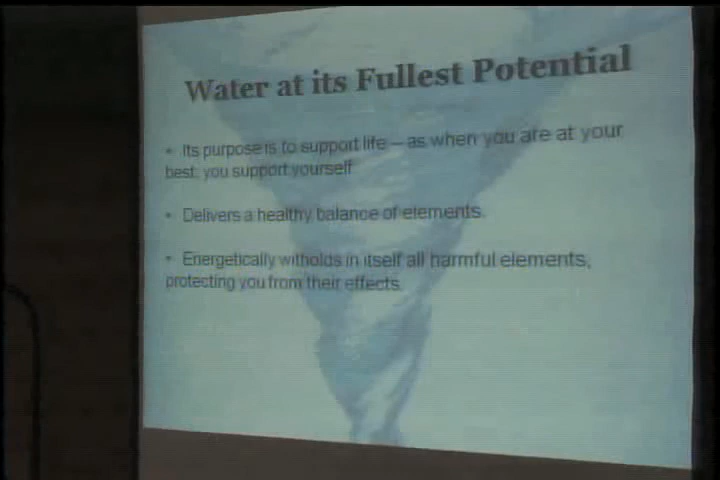 Water at its Fullest Potential
• Its purpose is to support life – as when you are at your
best, you support yourself
• Delivers a healthy balance of elements.
• Energetically witholds in itself all harmful elements,
protecting you from their effects.